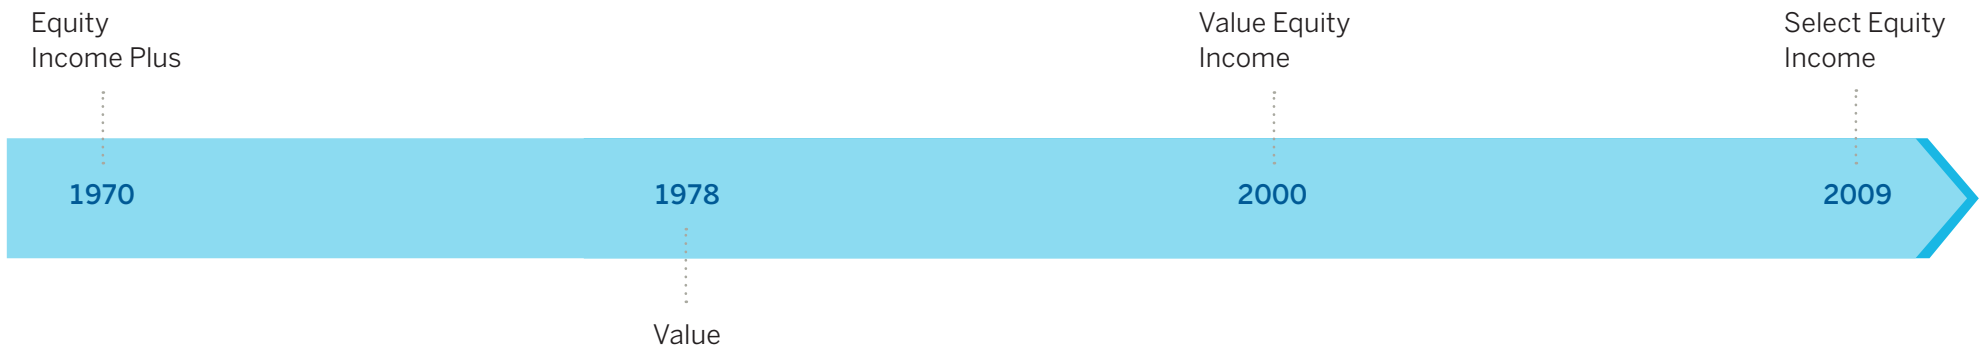 Equity
Income Plus
Value Equity
Income
Select Equity
Income
1970
1978
2000
2009
Value